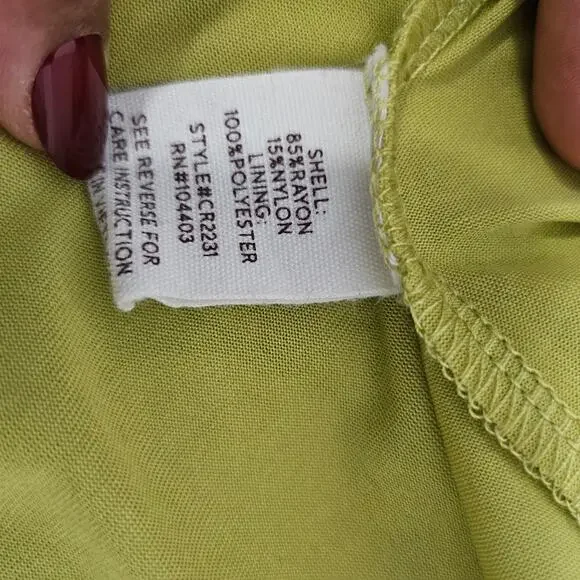 SHELL:
85%RAYON
15%NYLON
LINING:
100%POLYESTER
STYLE#CR2231
RN#104403
SEE REVERSE FOR
CARE INSTRUCTION